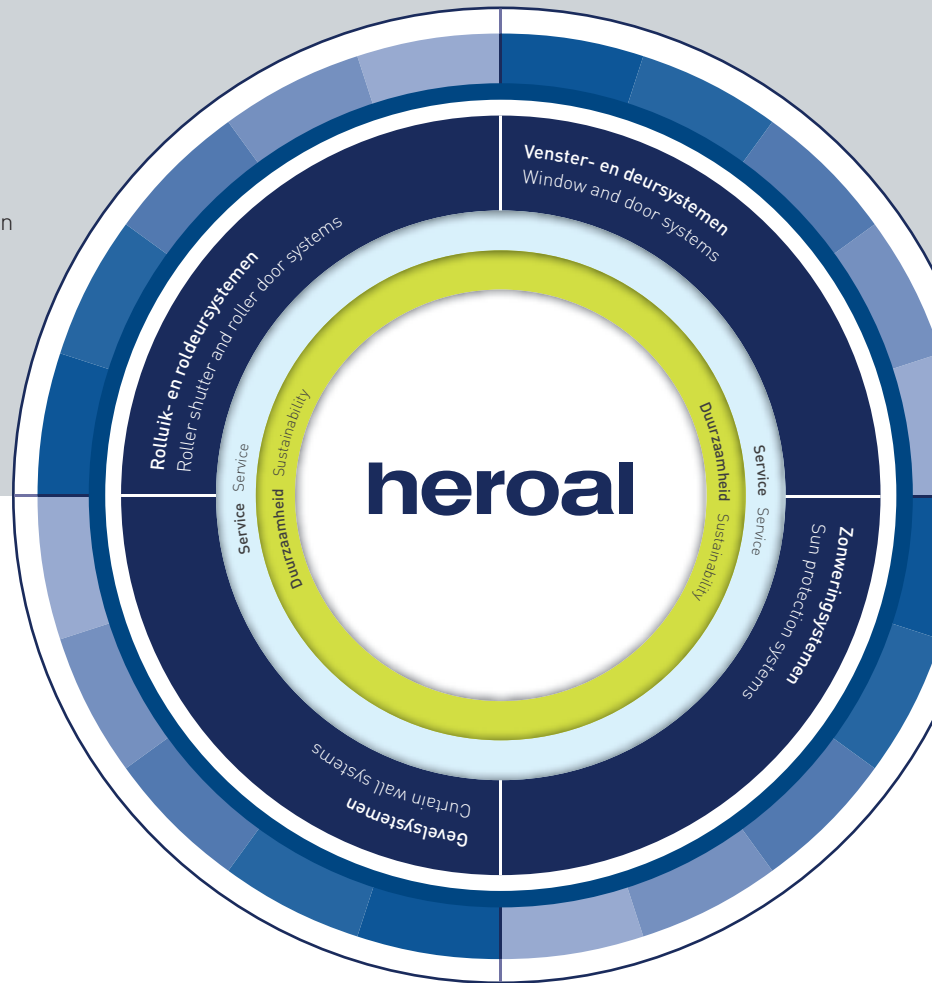 n
Venster- en deursystemen
Window and door systems
Rolluik- en roldeursystemen
Roller shutter and roller door systems
Service Service
Duurzaamheid Sustainability
heroal
Duurzaamheid Sustainability
Service Service
Zonweringsystemen
Sun protection systems
Curtain wall systems
Gevelsystemen